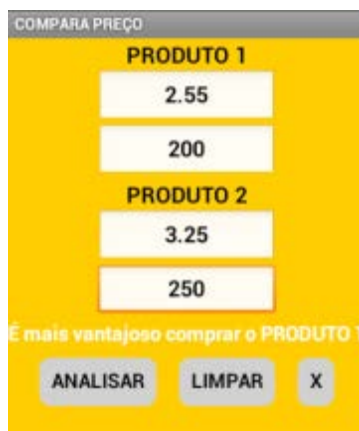 COMPARA PREÇO
PRODUTO 1
2.55
200
PRODUTO 2
3.25
250
É mais vantajoso comprar o PRODUTO 1
ANALISAR LIMPAR X